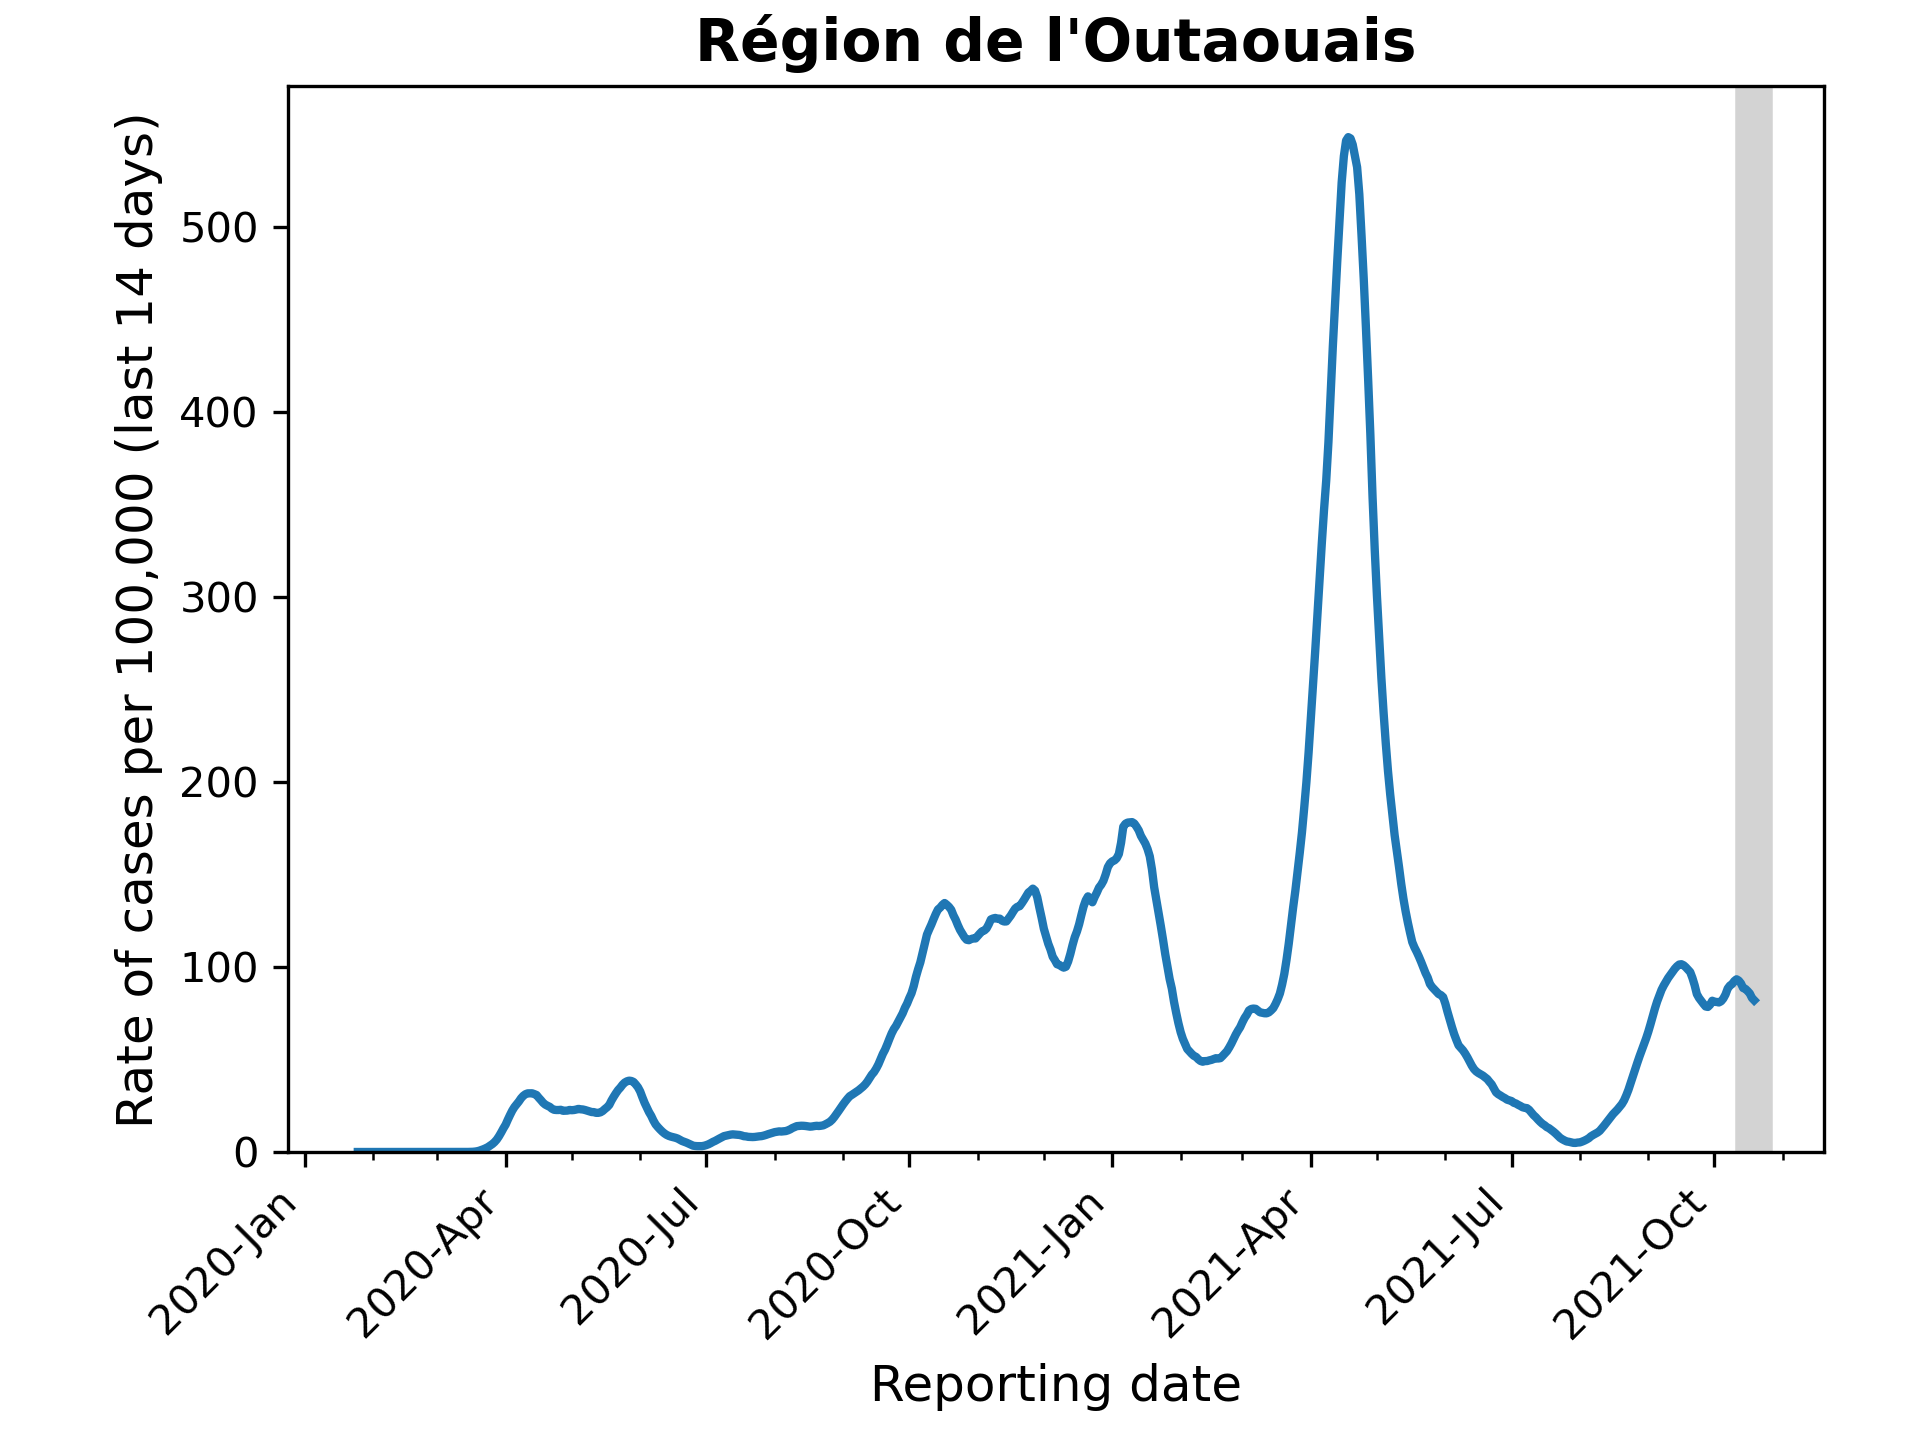 Région de l'Outaouais
Rate of cases per 100,000 (last 14 days)
500
400
300
200
100
0
2020-Jan
2020-Apr
2020-Jul
2020-Oct
2021-Jan
2021-Apr
2021-Jul
2021-Oct
Reporting date